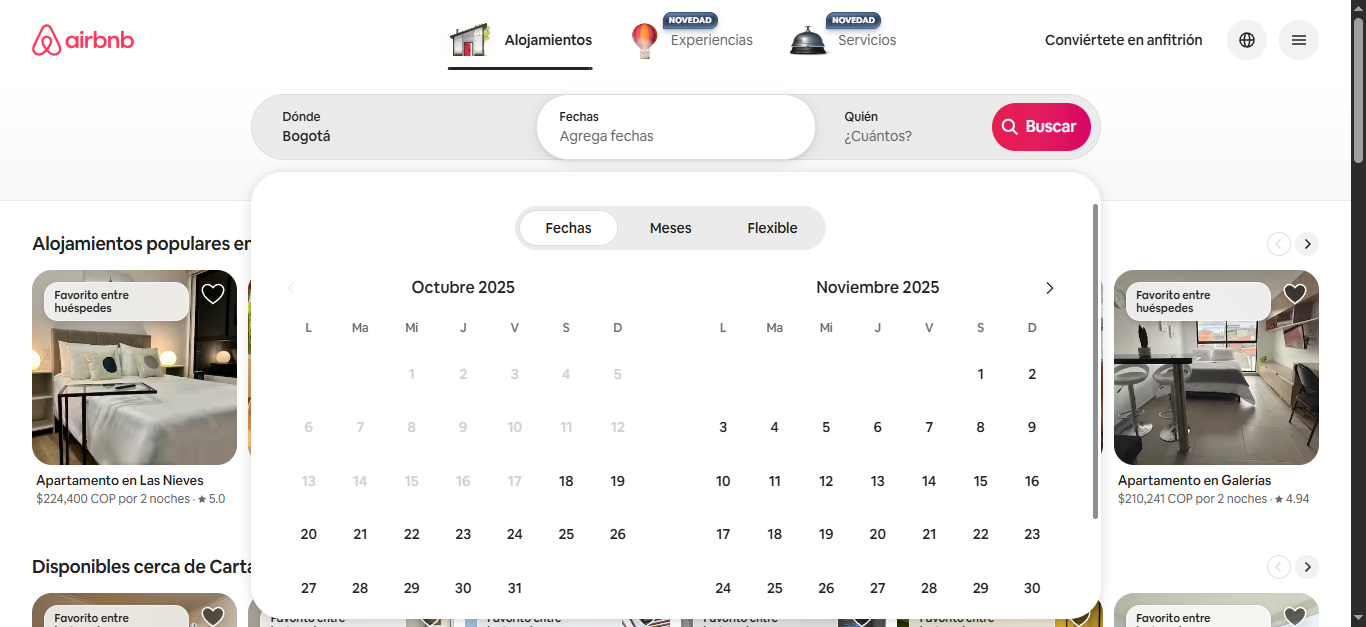 airbnb
Alojamientos
NOVEDAD
Experiencias
NOVEDAD
Servicios
Conviértete en anfitrión
Dónde
Bogotá
Fechas
Agrega fechas
Quién
¿Cuántos?
Buscar
Fechas Meses Flexible
Octubre 2025
L Ma Mi J V S D
1 2 3 4 5
6 7 8 9 10 11 12
13 14 15 16 17 18 19
20 21 22 23 24 25 26
27 28 29 30 31
Noviembre 2025
L Ma Mi J V S D
1 2
3 4 5 6 7 8 9
10 11 12 13 14 15 16
17 18 19 20 21 22 23
24 25 26 27 28 29 30
Alojamientos populares en
Favorito entre
huéspedes
Apartamento en Las Nieves
$224,400 COP por 2 noches · ★ 5.0
Favorito entre
huéspedes
Apartamento en Galerías
$210,241 COP por 2 noches · ★ 4.94
Disponibles cerca de Carta
Favorito entre
Favorito entre
Favorito entre
Favorito entre
Favorito entre
Favorito entre